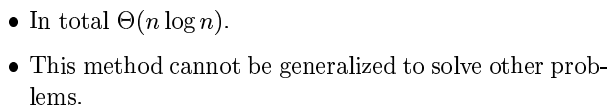 • In total Θ(n log n).
• This method cannot be generalized to solve other prob-
lems.